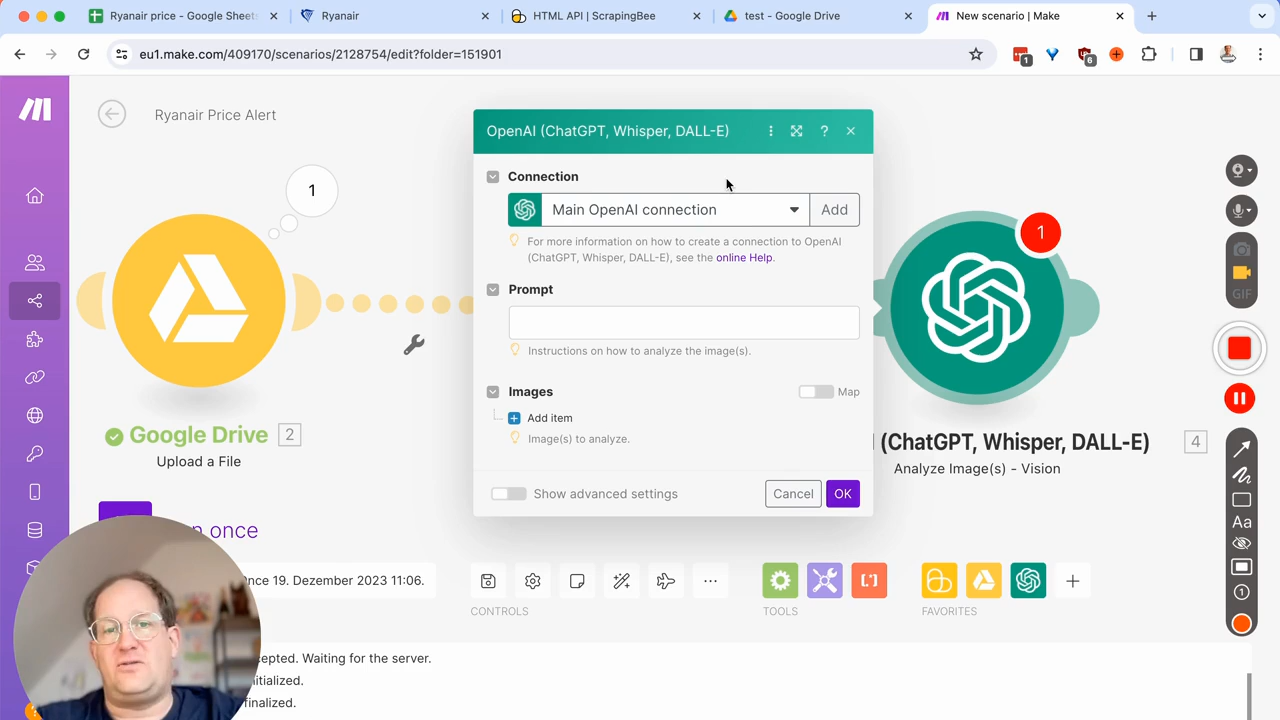 Ryanair price - Google Sheets
Ryanair
HTML API | ScrapingBee
test - Google Drive
New scenario | Make
eu1.make.com/409170/scenarios/2128754/edit?folder=151901
1
6
Ryanair Price Alert
1
OpenAI (ChatGPT, Whisper, DALL-E)
?
Connection
Main OpenAI connection
Add
For more information on how to create a connection to OpenAI
(ChatGPT, Whisper, DALL-E), see the online Help.
Prompt
Instructions on how to analyze the image(s).
Images
Map
Add item
Image(s) to analyze.
Show advanced settings
Cancel
OK
1
GIF
Google Drive
2
Upload a File
(ChatGPT, Whisper, DALL-E)
4
Analyze Image(s) - Vision
Aa
1
once
19. Dezember 2023 11:06.
CONTROLS
TOOLS
FAVORITES
Waiting for the server.